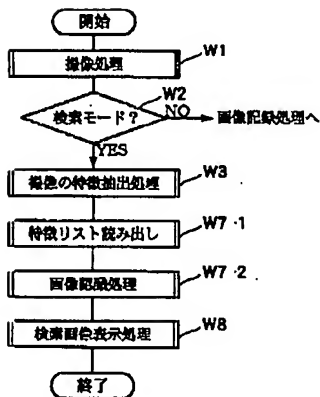 開始
撮像処理
W1
W2
検索モード?
NO
画像記録処理へ
YES
撮像の特徴抽出処理
W3
特徴リスト読み出し
W7・1
画像認識処理
W7・2
検索画像表示処理
W8
終了